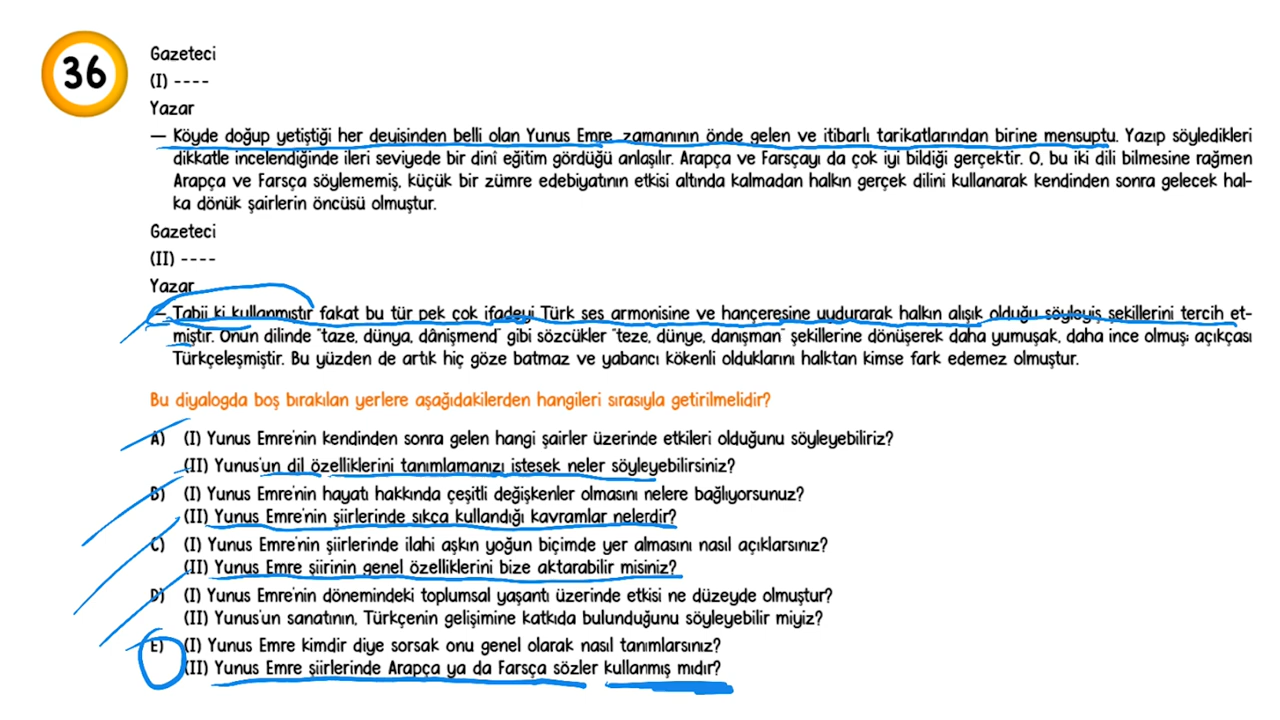 36
Gazeteci
(I) ----
Yazar
— Köyde doğup yetiştiği her deyişinden belli olan Yunus Emre zamanının önde gelen ve itibarlı tarikatlarından birine mensuptu. Yazıp söyledikleri
dikkatle incelendiğinde ileri seviyede bir dinî eğitim gördüğü anlaşılır. Arapça ve Farsçayı da çok iyi bildiği gerçektir. O, bu iki dili bilmesine rağmen
Arapça ve Farsça söylememiş, küçük bir zümre edebiyatının etkisi altında kalmadan halkın gerçek dilini kullanarak kendinden sonra gelecek hal-
ka dönük şairlerin öncüsü olmuştur.
Gazeteci
(II) ----
Yazar
— Tabii ki kullanmıştır fakat bu tür pek çok ifadeyi Türk ses armonisine ve hançeresine uydurarak halkın alışık olduğu söyleyiş şekillerini tercih et-
miştir. Onun dilinde "taze, dünya, dânişmend" gibi sözcükler "teze, dünye, danışman" şekillerine dönüşerek daha yumuşak, daha ince olmuş; açıkçası
Türkçeleşmiştir. Bu yüzden de artık hiç göze batmaz ve yabancı kökenli olduklarını halktan kimse fark edemez olmuştur.
Bu diyalogda boş bırakılan yerlere aşağıdakilerden hangileri sırasıyla getirilmelidir?
A) (I) Yunus Emre'nin kendinden sonra gelen hangi şairler üzerinde etkileri olduğunu söyleyebiliriz?
(II) Yunus'un dil özelliklerini tanımlamanızı istesek neler söyleyebilirsiniz?
B) (I) Yunus Emre'nin hayatı hakkında çeşitli değişkenler olmasını nelere bağlıyorsunuz?
(II) Yunus Emre'nin şiirlerinde sıkça kullandığı kavramlar nelerdir?
C) (I) Yunus Emre'nin şiirlerinde ilahi aşkın yoğun biçimde yer almasını nasıl açıklarsınız?
(II) Yunus Emre şiirinin genel özelliklerini bize aktarabilir misiniz?
D) (I) Yunus Emre'nin dönemindeki toplumsal yaşantı üzerinde etkisi ne düzeyde olmuştur?
(II) Yunus'un sanatının, Türkçenin gelişimine katkıda bulunduğunu söyleyebilir miyiz?
E) (I) Yunus Emre kimdir diye sorsak onu genel olarak nasıl tanımlarsınız?
(II) Yunus Emre şiirlerinde Arapça ya da Farsça sözler kullanmış mıdır?